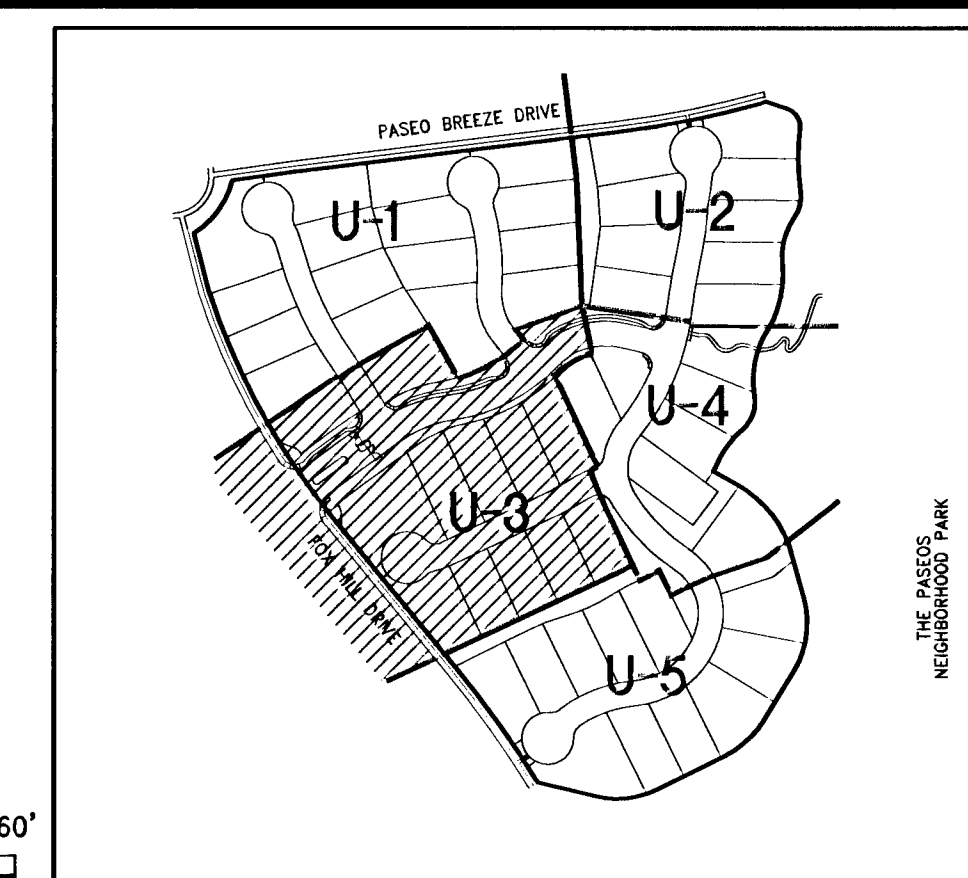 PASEO BREEZE DRIVE
U-1
U-2
U-4
U-3
FOX HILL DRIVE
THE PASEOS
NEIGHBORHOOD PARK
U-5
60'